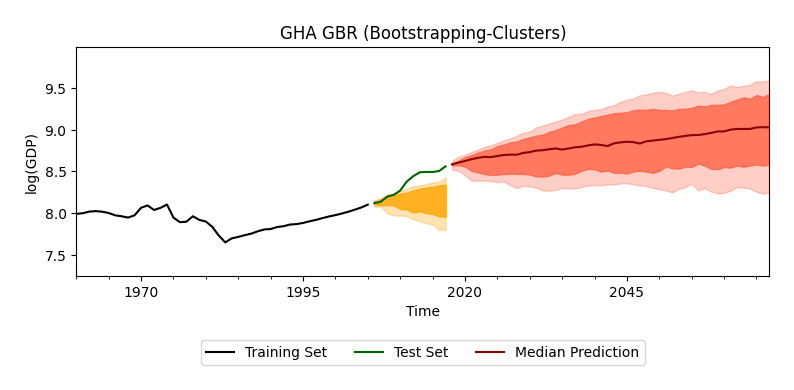 GHA GBR (Bootstrapping-Clusters)
log(GDP)
9.5
9.0
8.5
8.0
7.5
1970 1995 2020 2045
Time
Training Set Test Set Median Prediction